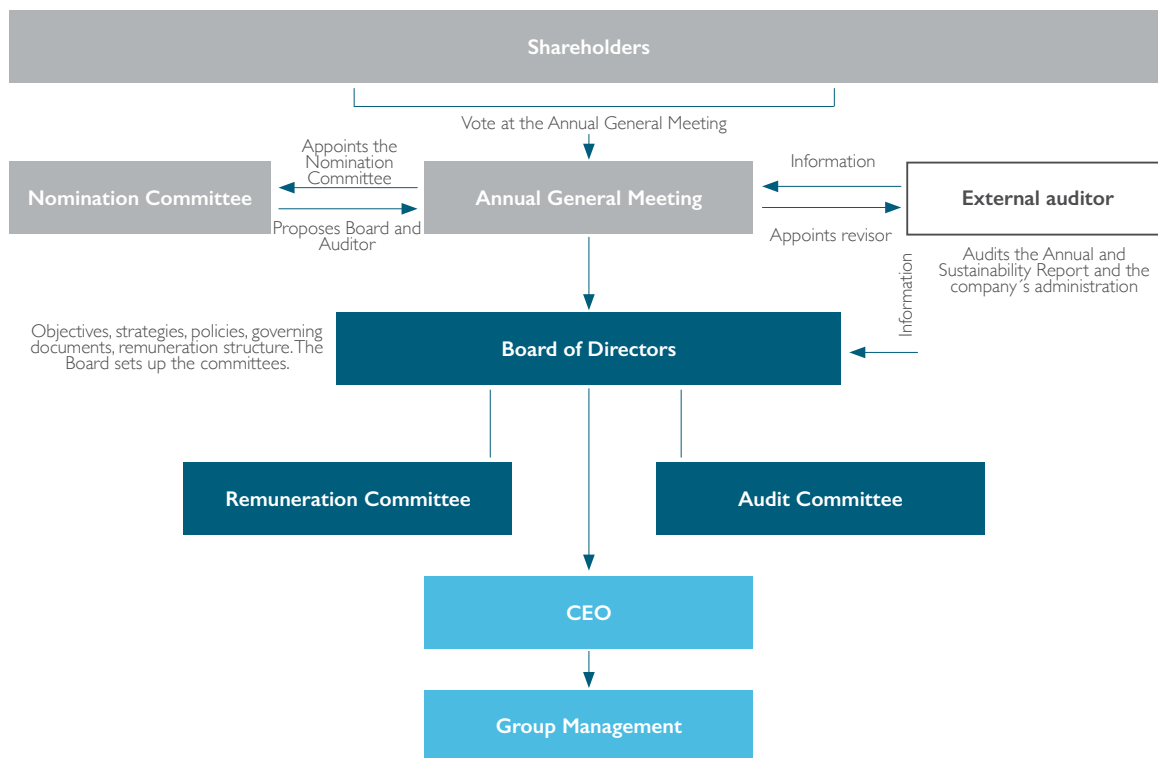 Shareholders
Vote at the Annual General Meeting
Appoints the
Nomination
Committee
Information
Nomination Committee
Annual General Meeting
External auditor
Proposes Board and
Auditor
Appoints revisor
Audits the Annual and
Sustainability Report and the
company´s administration
Information
Objectives, strategies, policies, governing
documents, remuneration structure. The
Board sets up the committees.
Board of Directors
Remuneration Committee
Audit Committee
CEO
Group Management